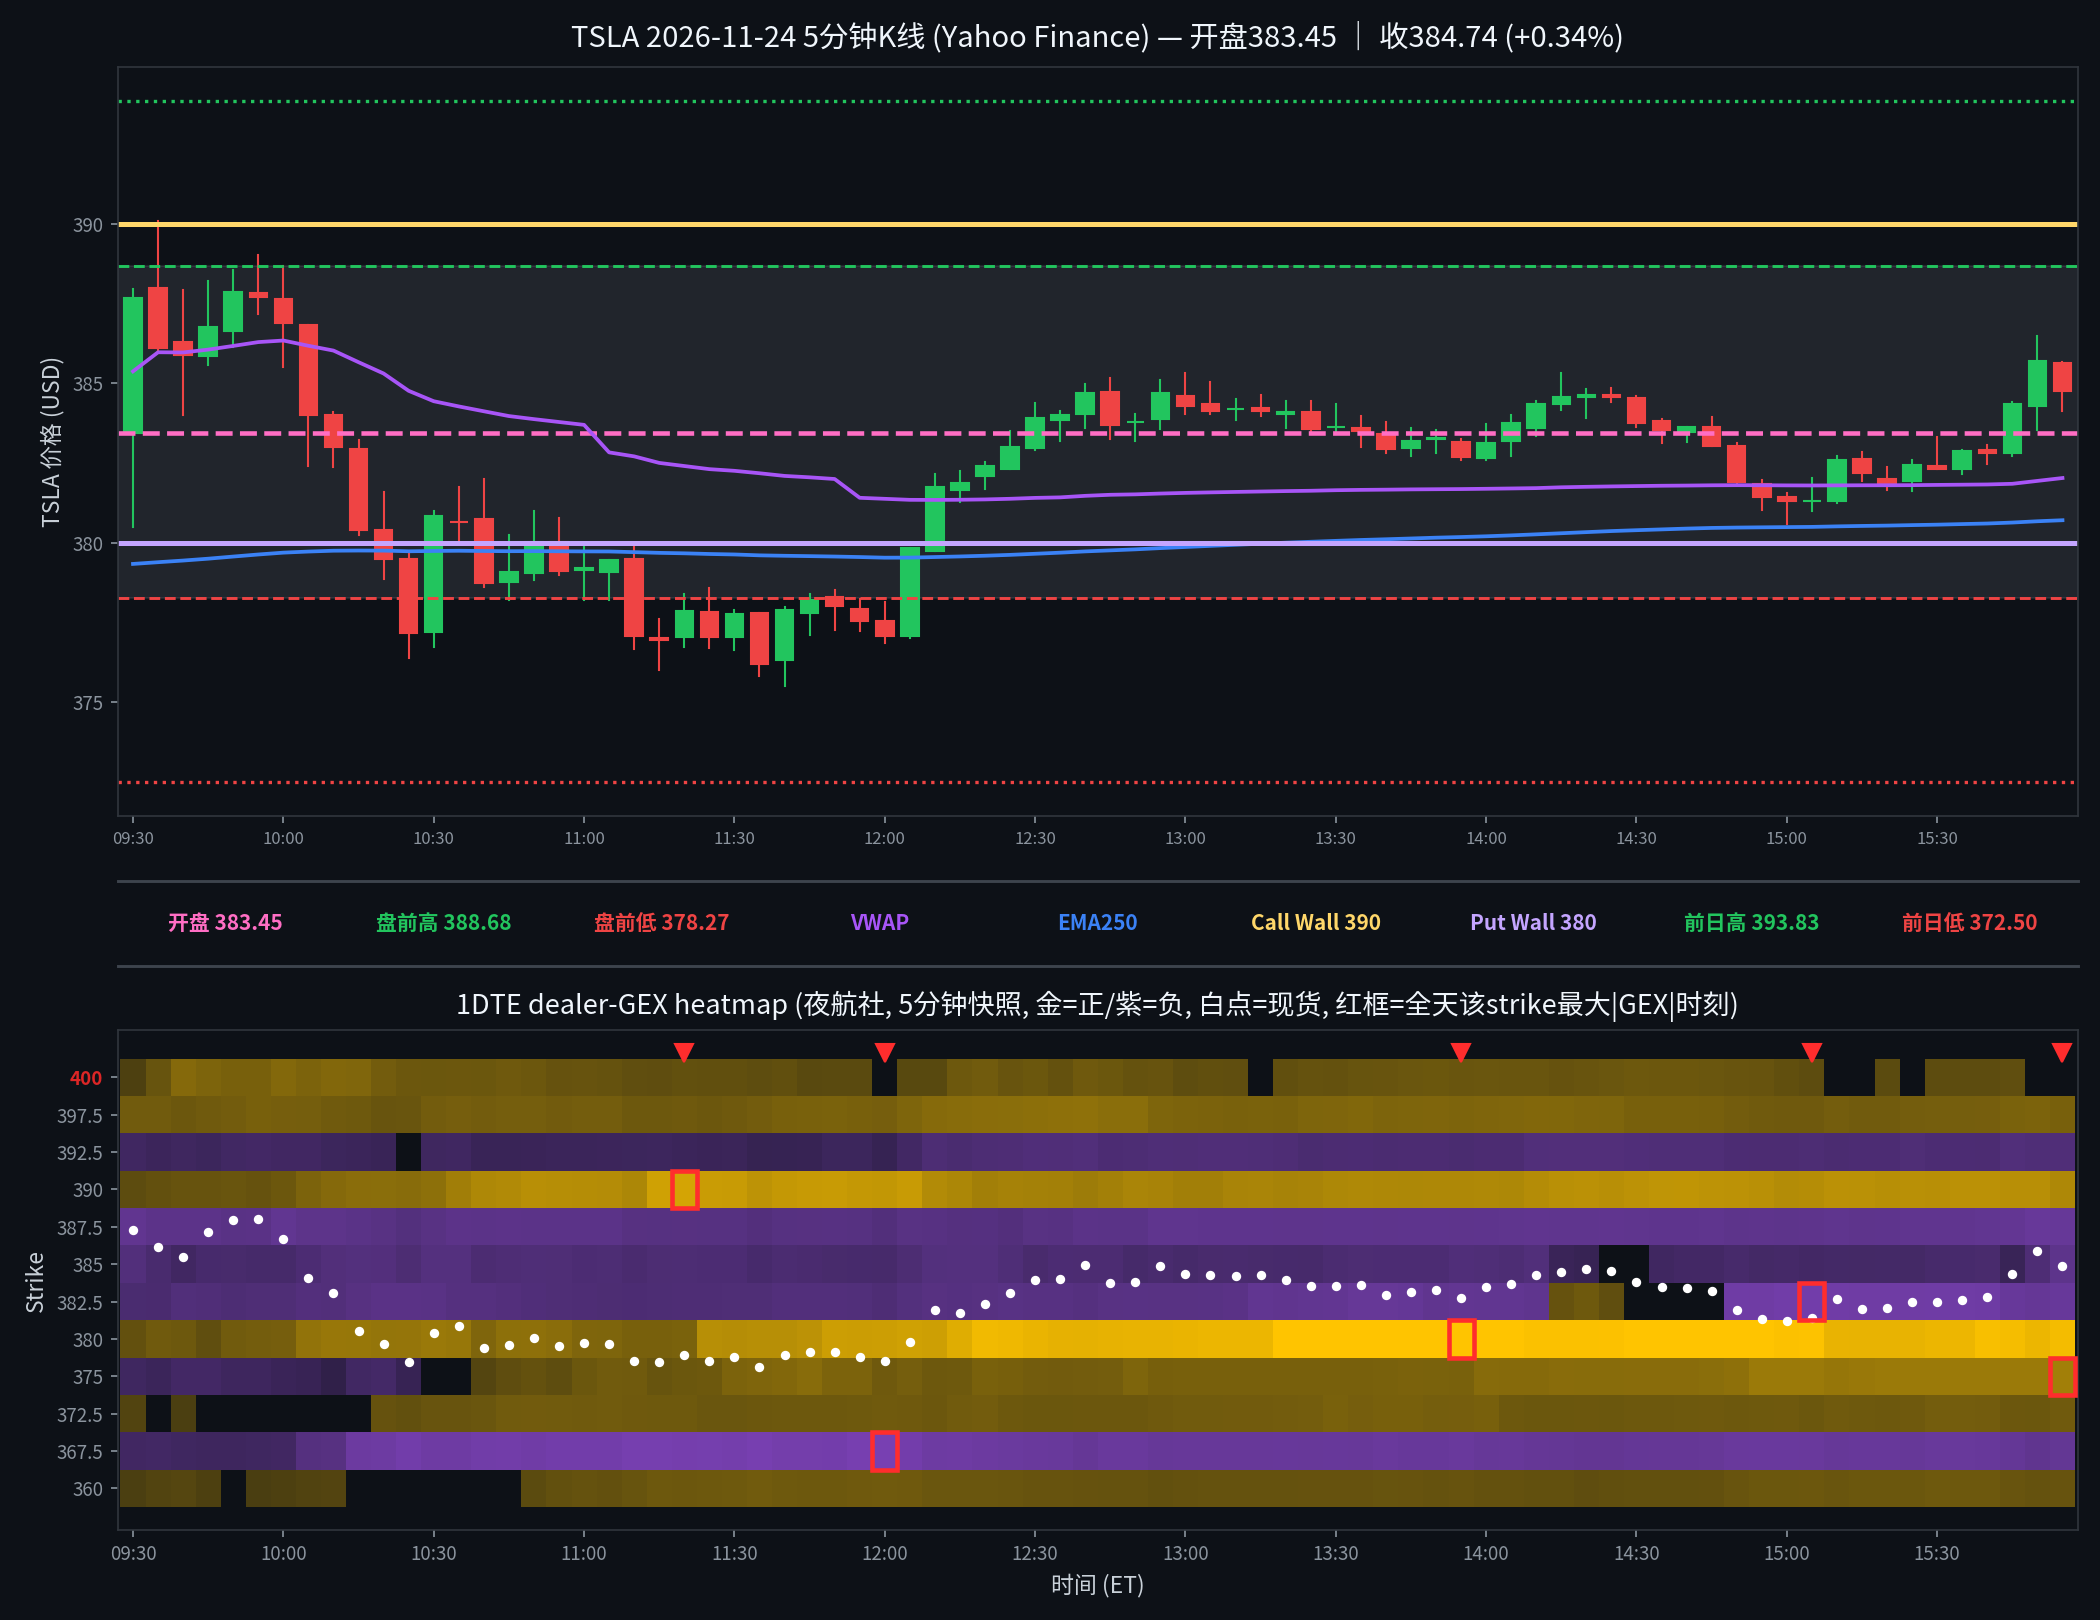 TSLA 2026-11-24 5分钟K线 (Yahoo Finance) — 开盘383.45 | 收384.74 (+0.34%)
TSLA 价格 (USD)
390
385
380
375
09:30 10:00 10:30 11:00 11:30 12:00 12:30 13:00 13:30 14:00 14:30 15:00 15:30
开盘 383.45 盘前高 388.68 盘前低 378.27 VWAP EMA250 Call Wall 390 Put Wall 380 前日高 393.83 前日低 372.50
1DTE dealer-GEX heatmap (夜航社, 5分钟快照, 金=正/紫=负, 白点=现货, 红框=全天该strike最大|GEX|时刻)
Strike
400
397.5
392.5
390
387.5
385
382.5
380
375
372.5
367.5
360
09:30 10:00 10:30 11:00 11:30 12:00 12:30 13:00 13:30 14:00 14:30 15:00 15:30
时间 (ET)